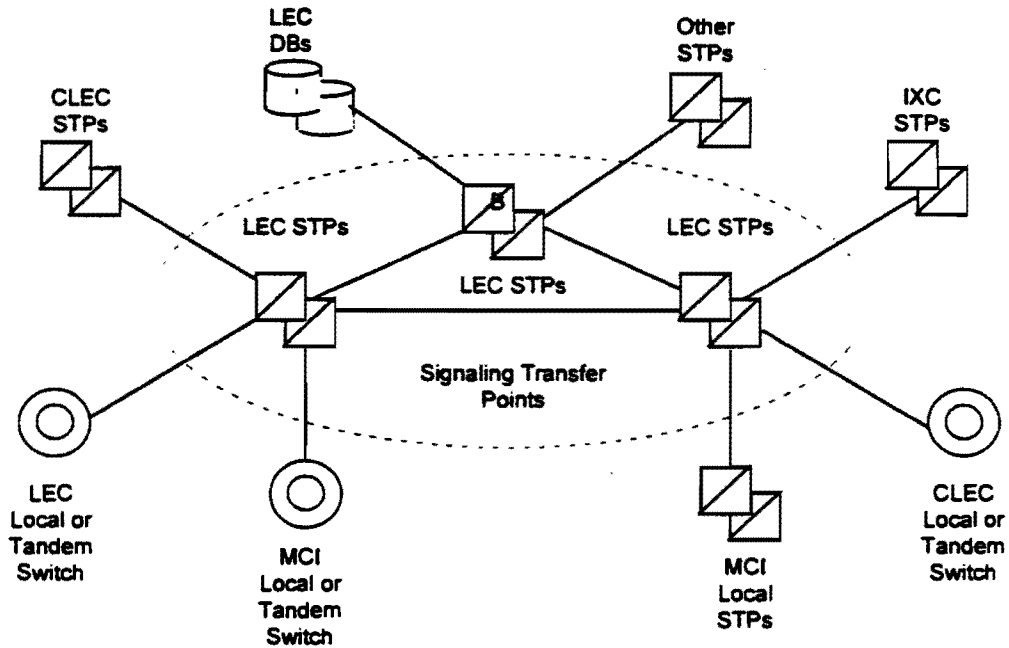 LEC
DBs
Other
STPs
CLEC
STPs
IXC
STPs
LEC STPs
LEC STPs
LEC STPs
Signaling Transfer
Points
LEC
Local or
Tandem
Switch
MCI
Local or
Tandem
Switch
MCI
Local
STPs
CLEC
Local or
Tandem
Switch